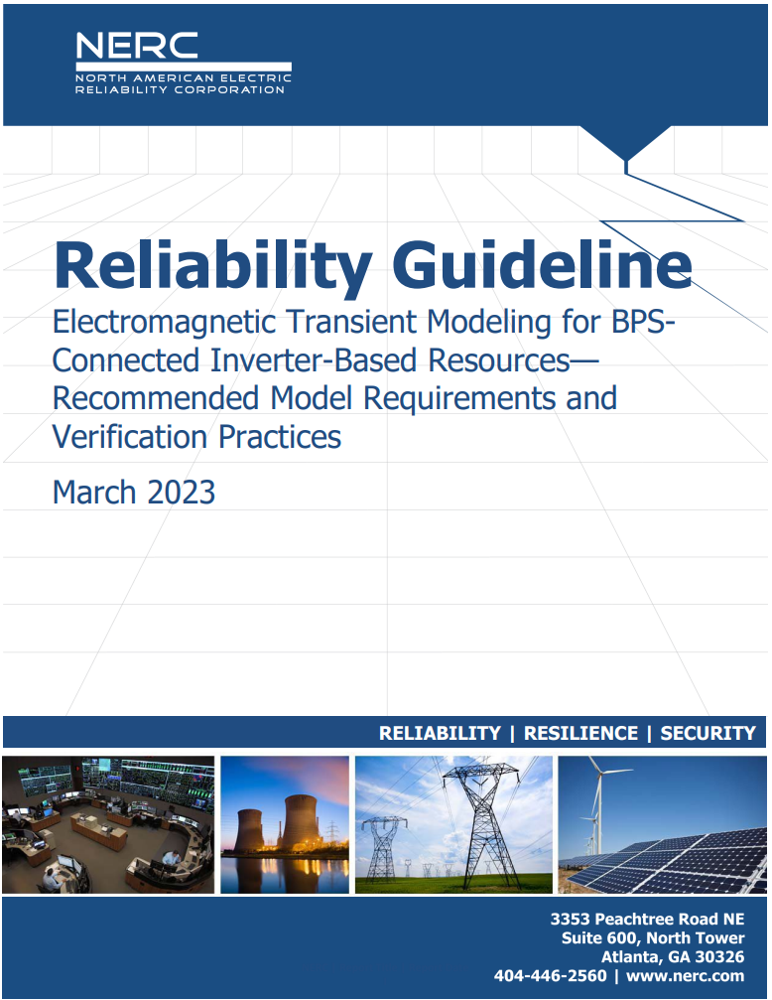 NERC
NORTH AMERICAN ELECTRIC
RELIABILITY CORPORATION
Reliability Guideline
Electromagnetic Transient Modeling for BPS-
Connected Inverter-Based Resources—
Recommended Model Requirements and
Verification Practices
March 2023
RELIABILITY | RESILIENCE | SECURITY
3353 Peachtree Road NE
Suite 600, North Tower
Atlanta, GA 30326
404-446-2560 | www.nerc.com